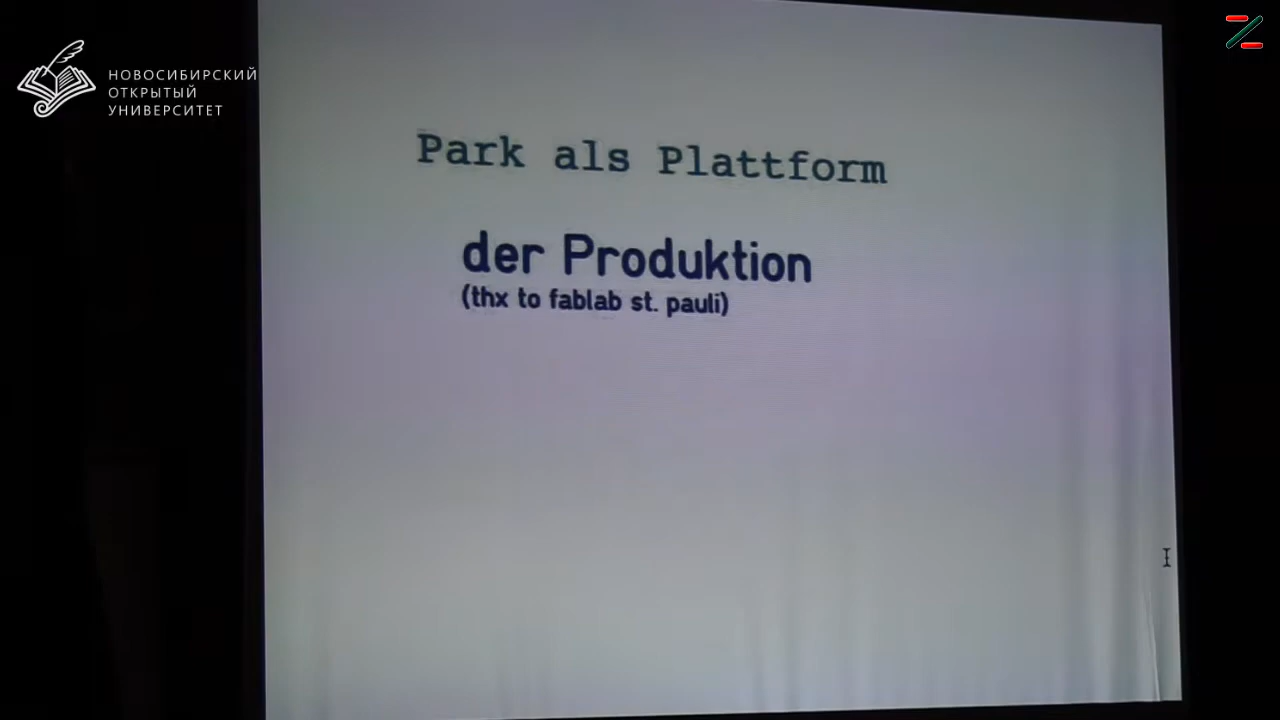 НОВОСИБИРСКИЙ
ОТКРЫТЫЙ
УНИВЕРСИТЕТ
Park als Plattform
der Produktion
(thx to fablab st. pauli)